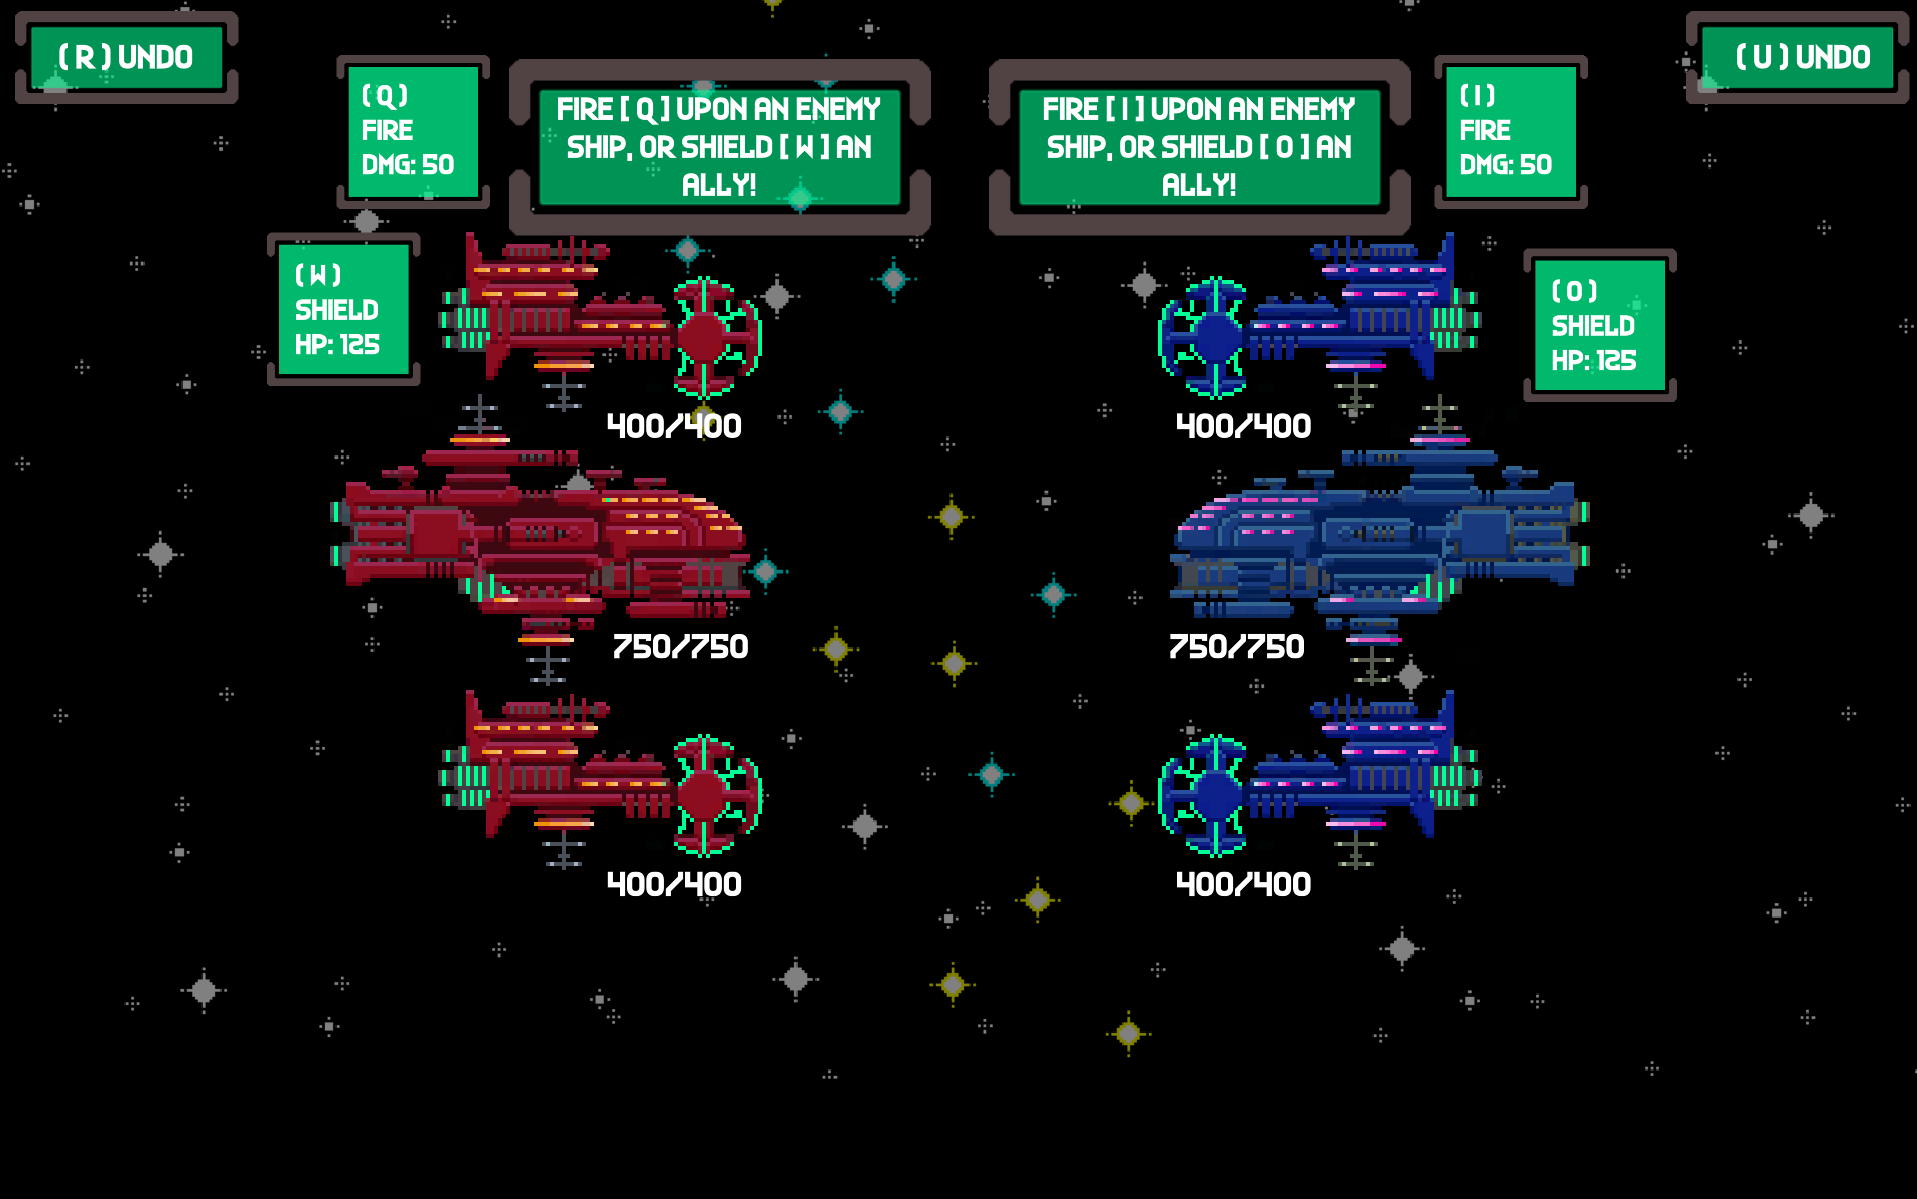 (R) UNDO
(Q)
FIRE
DMG: 50
FIRE [Q] UPON AN ENEMY
SHIP, OR SHIELD [W] AN
ALLY!
FIRE [I] UPON AN ENEMY
SHIP, OR SHIELD [O] AN
ALLY!
(I)
FIRE
DMG: 50
(U) UNDO
(W)
SHIELD
HP: 125
(O)
SHIELD
HP: 125
400/400
400/400
750/750
750/750
400/400
400/400